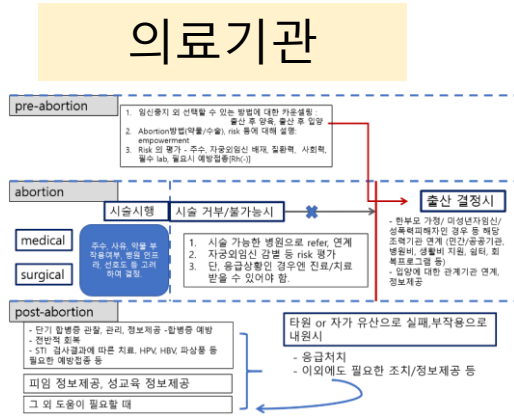 의료기관
pre-abortion
1. 임신중지 외 선택할 수 있는 방법에 대한 카운셀링 :
출산 후 양육, 출산 후 입양
2. Abortion방법(약물/수술), risk 등에 대해 설명:
empowerment
3. Risk 의 평가 - 주수, 자궁외임신 배제, 질환력, 사회력,
필수 lab, 필요시 예방접종[Rh(-)]
abortion
시술시행
시술 거부/불가능시
출산 결정시
medical
surgical
주수, 사유, 약물 부
작용여부, 병원 인프
라, 선호도 등 고려
하여 결정.
1. 시술 가능한 병원으로 refer, 연계
2. 자궁외임신 감별 등 risk 평가
3. 단, 응급상황인 경우엔 진료/치료
받을 수 있어야 함.
- 한부모 가정/ 미성년자임신/
성폭력피해자인 경우 등 해당
조력기관 연계 (민간/공공기관,
병원비, 생활비 지원, 쉼터, 회
복프로그램 등)
- 입양에 대한 관계기관 연계,
정보제공
post-abortion
- 단기 합병증 관찰, 관리, 정보제공 -합병증 예방
- 전반적 회복
- STI 검사결과에 따른 치료, HPV, HBV, 파상풍 등
필요한 예방접종 등
피임 정보제공, 성교육 정보제공
그 외 도움이 필요할 때
타원 or 자가 유산으로 실패,부작용으로
내원시
- 응급처치
- 이외에도 필요한 조치/정보제공 등